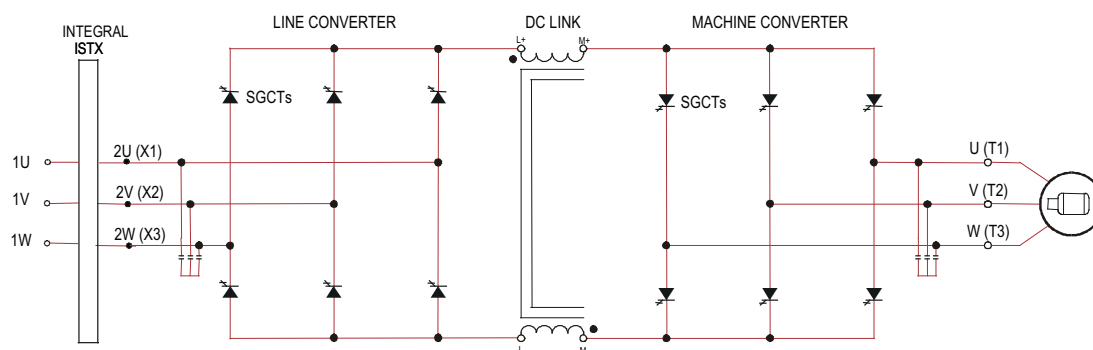 LINE CONVERTER
DC LINK
MACHINE CONVERTER
INTEGRAL
ISTX
L+
M+
SGCTs
SGCTs
1U
2U (X1)
U (T1)
1V
2V (X2)
V (T2)
1W
2W (X3)
W (T3)
L
M